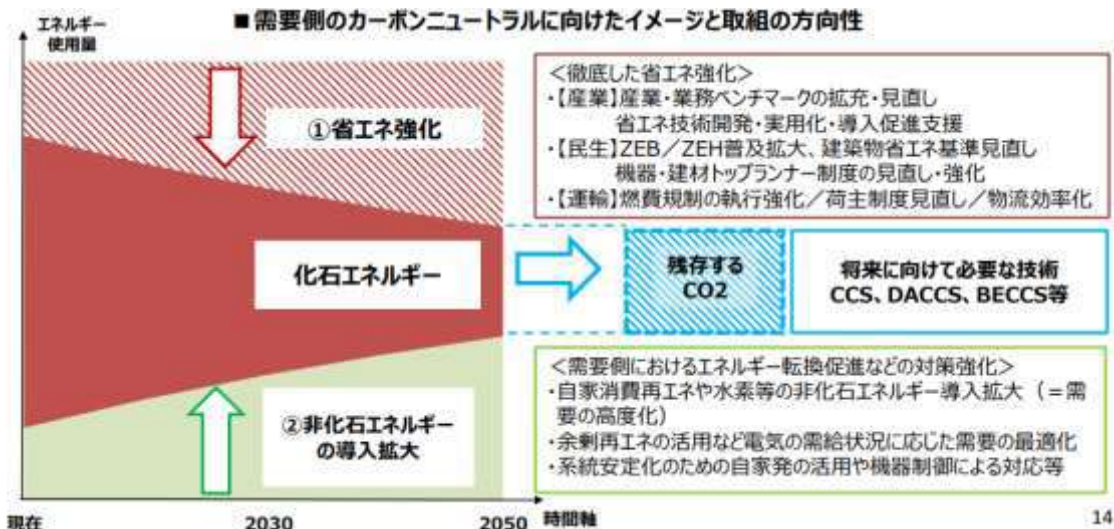 ■需要側のカーボンニュートラルに向けたイメージと取組の方向性
エネルギー
使用量
①省エネ強化
化石エネルギー
②非化石エネルギー
の導入拡大
<徹底した省エネ強化>
・【産業】産業・業務ベンチマークの拡充・見直し
省エネ技術開発・実用化・導入促進支援
・【民生】ZEB／ZEH普及拡大、建築物省エネ基準見直し
機器・建材トップランナー制度の見直し・強化
・【運輸】燃費規制の執行強化／荷主制度見直し／物流効率化
残存する
CO2
将来に向けて必要な技術
CCS、DACCS、BECCS等
<需要側におけるエネルギー転換促進などの対策強化>
・自家消費再エネや水素等の非化石エネルギー導入拡大（＝需
要の高度化）
・余剰再エネの活用など電気の需給状況に応じた需要の最適化
・系統安定化のための自家発の活用や機器制御による対応等
現在
2030
2050
時間軸
14